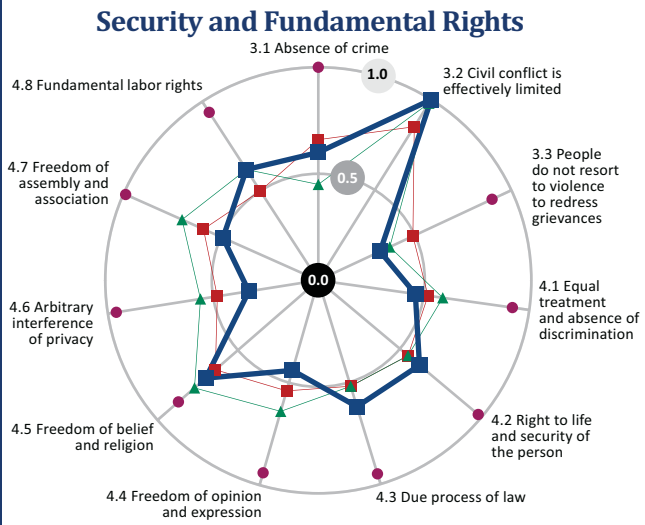 Security and Fundamental Rights
3.1 Absence of crime
1.0
3.2 Civil conflict is
effectively limited
4.8 Fundamental labor rights
0.5
3.3 People
do not resort
to violence
to redress
grievances
4.7 Freedom of
assembly and
association
0.0
4.1 Equal
treatment
and absence of
discrimination
4.6 Arbitrary
interference
of privacy
4.2 Right to life
and security of
the person
4.5 Freedom of belief
and religion
4.4 Freedom of opinion
and expression
4.3 Due process of law